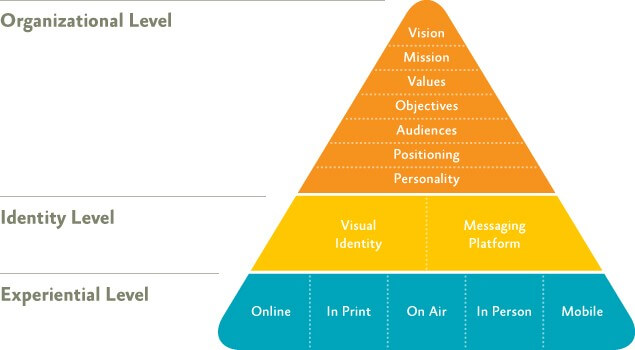 Organizational Level
Vision
Mission
Values
Objectives
Audiences
Positioning
Personality
Identity Level
Visual
Identity
Messaging
Platform
Experiential Level
Online
In Print
On Air
In Person
Mobile